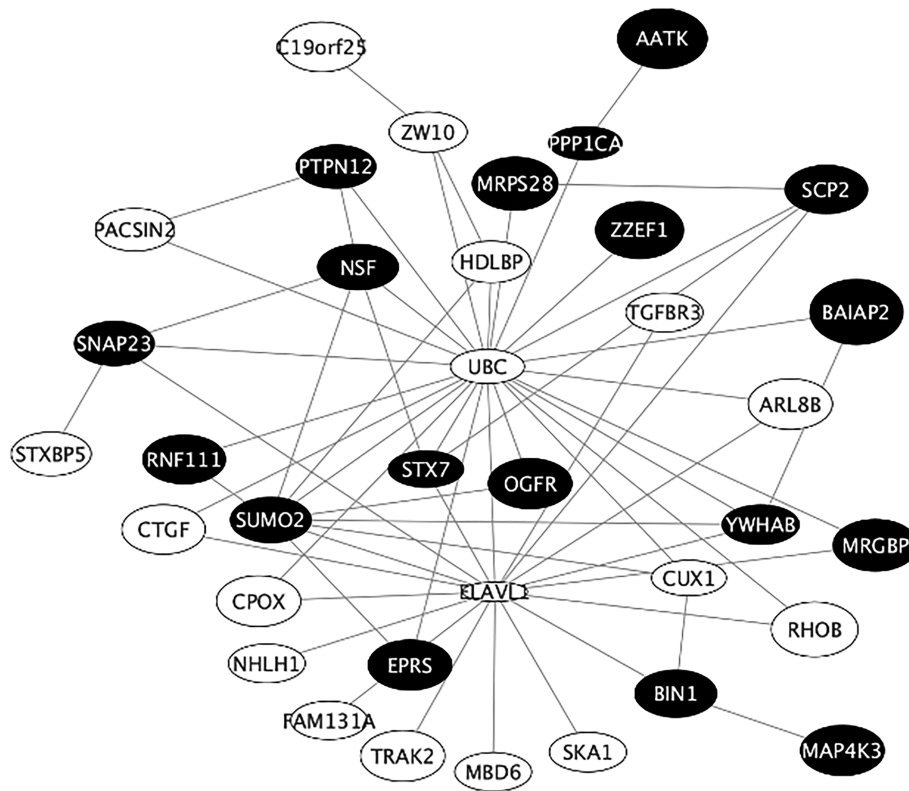 C19orf25
AATK
ZW10
PPP1CA
PTPN12
MRPS28
SCP2
PACSIN2
ZZEF1
NSF
HDLBP
TGFBR3
BAIAP2
SNAP23
UBC
ARL8B
STXBP5
RNF111
STX7
OGFR
SUMO2
YWHAB
CTGF
MRGBP
CUX1
ELAVL1
CPOX
RHOB
NHLH1
EPRS
BIN1
FAM131A
TRAK2
SKA1
MAP4K3
MBD6